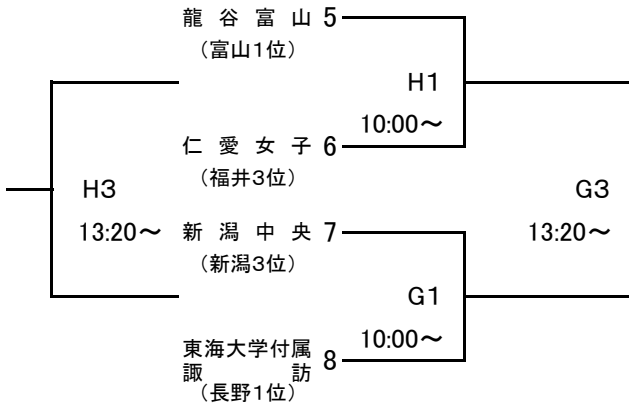 龍谷富山 5
（富山1位）
H1
10:00～
仁愛女子 6
（福井3位）
H3
G3
13:20～
新潟中央 7
13:20～
（新潟3位）
G1
10:00～
東海大学付属
諏訪 8
（長野1位）